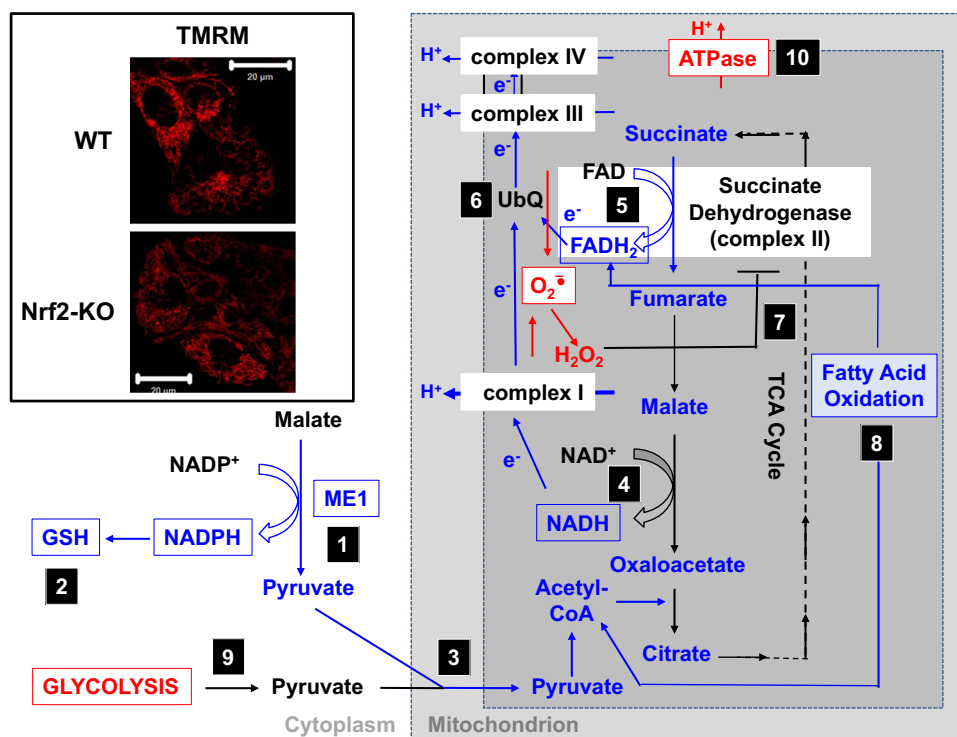 TMRM
WT
20 μm
Nrf2-KO
20 μm
H⁺
ATPase
10
H⁺
complex IV
e⁻
H⁺
complex III
e⁻
Succinate
FAD
6
UbQ
5
e⁻
FADH₂
Succinate
Dehydrogenase
(complex II)
O₂•̄
Fumarate
e⁻
7
H₂O₂
H⁺
complex I
Malate
Fatty Acid
Oxidation
TCA Cycle
8
e⁻
NAD⁺
4
NADH
Oxaloacetate
Acetyl-
CoA
Citrate
Pyruvate
Malate
NADP⁺
ME1
1
GSH
NADPH
2
Pyruvate
9
3
GLYCOLYSIS
Pyruvate
Cytoplasm
Mitochondrion